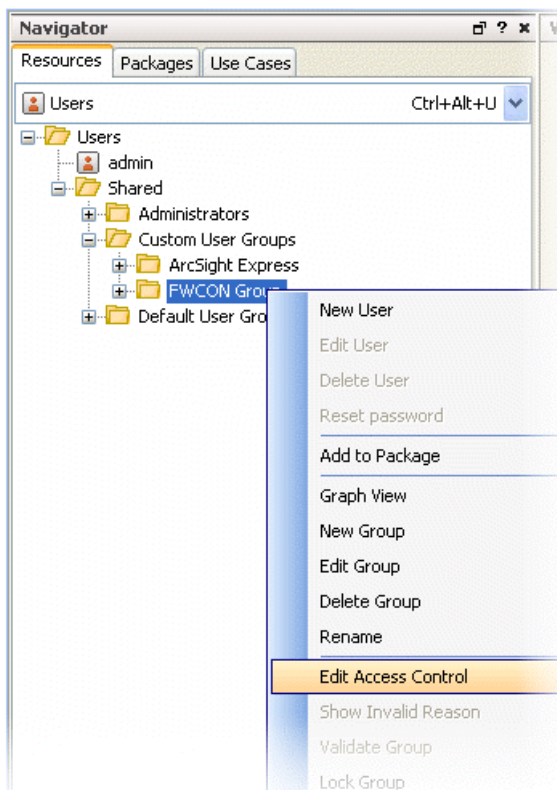 Navigator
Resources Packages Use Cases
Users Ctrl+Alt+U
Users
admin
Shared
Administrators
Custom User Groups
ArcSight Express
FWCON Group
Default User Gro
New User
Edit User
Delete User
Reset password
Add to Package
Graph View
New Group
Edit Group
Delete Group
Rename
Edit Access Control
Show Invalid Reason
Validate Group
Lock Group